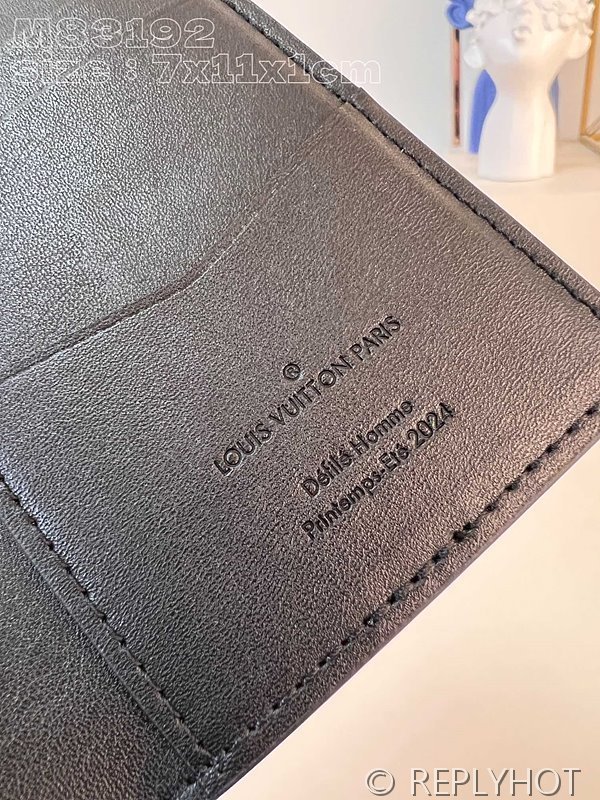 M83192
size : 7x11x1cm
®
LOUIS VUITTON PARIS
Défilé Homme
Printemps-Eté 2024
© REPLYHOT